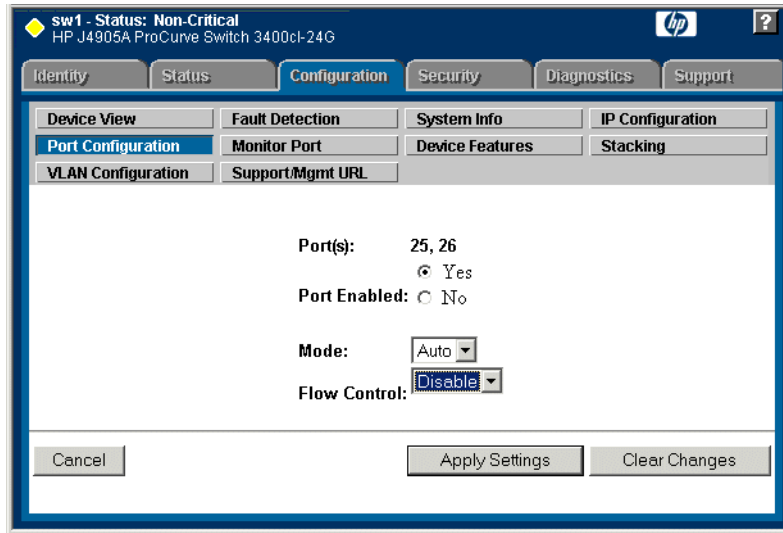 sw1 - Status: Non-Critical
HP J4905A ProCurve Switch 3400cl-24G
hp
?
Identity Status Configuration Security Diagnostics Support
Device View Fault Detection System Info IP Configuration
Port Configuration Monitor Port Device Features Stacking
VLAN Configuration Support/Mgmt URL
Port(s): 25, 26
Yes
Port Enabled: No
Mode: Auto
Flow Control: Disable
Cancel Apply Settings Clear Changes